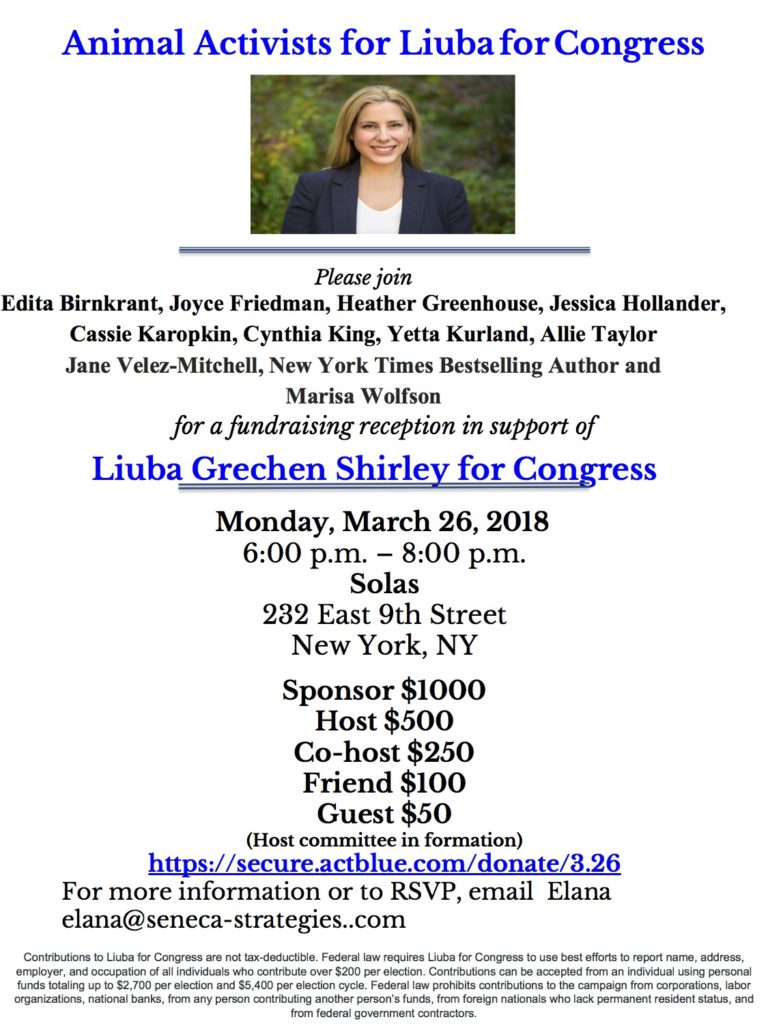 Animal Activists for Liuba for Congress
Please join
Edita Birnkrant, Joyce Friedman, Heather Greenhouse, Jessica Hollander,
Cassie Karopkin, Cynthia King, Yetta Kurland, Allie Taylor
Jane Velez-Mitchell, New York Times Bestselling Author and
Marisa Wolfson
for a fundraising reception in support of
Liuba Grechen Shirley for Congress
Monday, March 26, 2018
6:00 p.m. – 8:00 p.m.
Solas
232 East 9th Street
New York, NY
Sponsor $1000
Host $500
Co-host $250
Friend $100
Guest $50
(Host committee in formation)
https://secure.actblue.com/donate/3.26
For more information or to RSVP, email  Elana
elana@seneca-strategies..com
Contributions to Liuba for Congress are not tax-deductible. Federal law requires Liuba for Congress to use best efforts to report name, address,
employer, and occupation of all individuals who contribute over $200 per election. Contributions can be accepted from an individual using personal
funds totaling up to $2,700 per election and $5,400 per election cycle. Federal law prohibits contributions to the campaign from corporations, labor
organizations, national banks, from any person contributing another person's funds, from foreign nationals who lack permanent resident status, and
from federal government contractors.